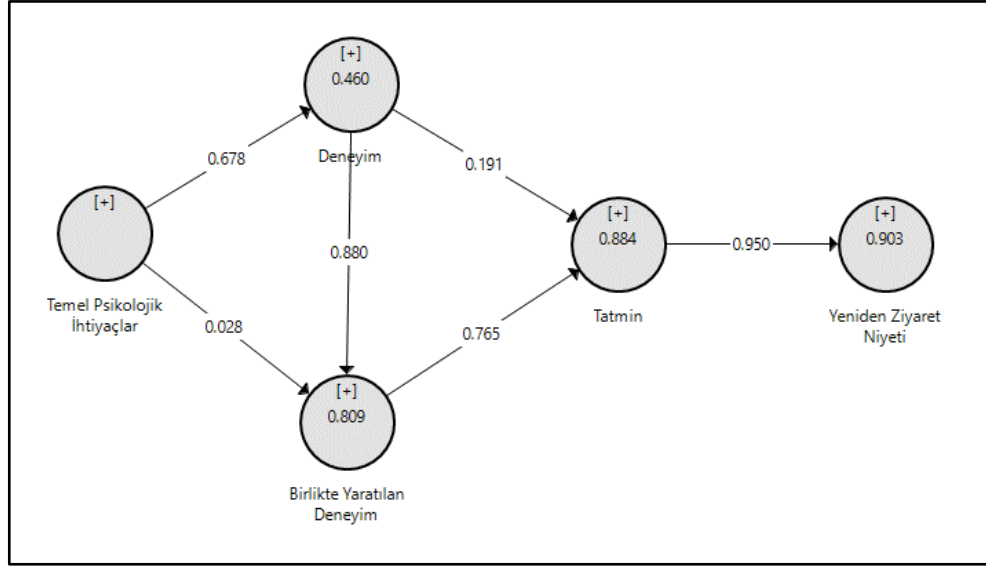 [+]
0.460
Deneyim
0.678
0.191
[+]
Temel Psikolojik
İhtiyaçlar
0.880
[+]
0.884
Tatmin
0.950
[+]
0.903
Yeniden Ziyaret
Niyeti
0.028
0.765
[+]
0.809
Birlikte Yaratılan
Deneyim